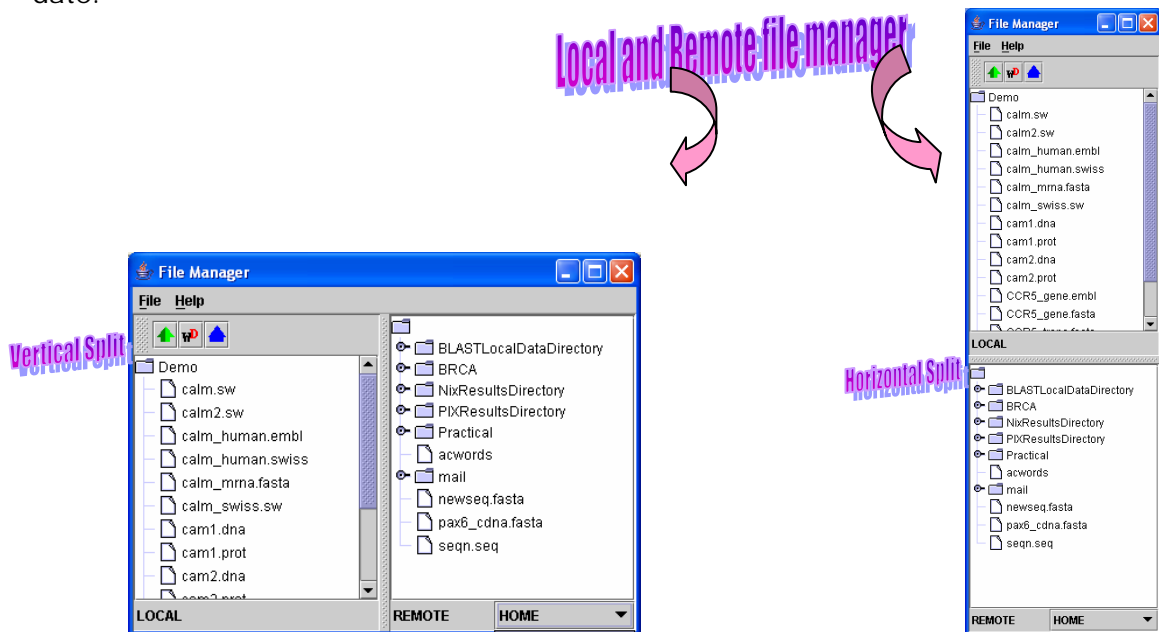 date.
Local and Remote file manager
File Manager
File Help
WD
Demo
calm.sw
calm2.sw
calm_human.embl
calm_human.swiss
calm_mrna.fasta
calm_swiss.sw
cam1.dna
cam1.prot
cam2.dna
cam2.prot
CCR5_gene.embl
CCR5_gene.fasta
LOCAL
Horizontal Split
BLASTLocalDataDirectory
BRCA
NixResultsDirectory
PIXResultsDirectory
Practical
acwords
mail
newseq.fasta
pax6_cdna.fasta
seqn.seq
REMOTE HOME
Vertical Split
File Manager
File Help
WD
Demo
calm.sw
calm2.sw
calm_human.embl
calm_human.swiss
calm_mrna.fasta
calm_swiss.sw
cam1.dna
cam1.prot
cam2.dna
cam2.prot
LOCAL
BLASTLocalDataDirectory
BRCA
NixResultsDirectory
PIXResultsDirectory
Practical
acwords
mail
newseq.fasta
pax6_cdna.fasta
seqn.seq
REMOTE HOME